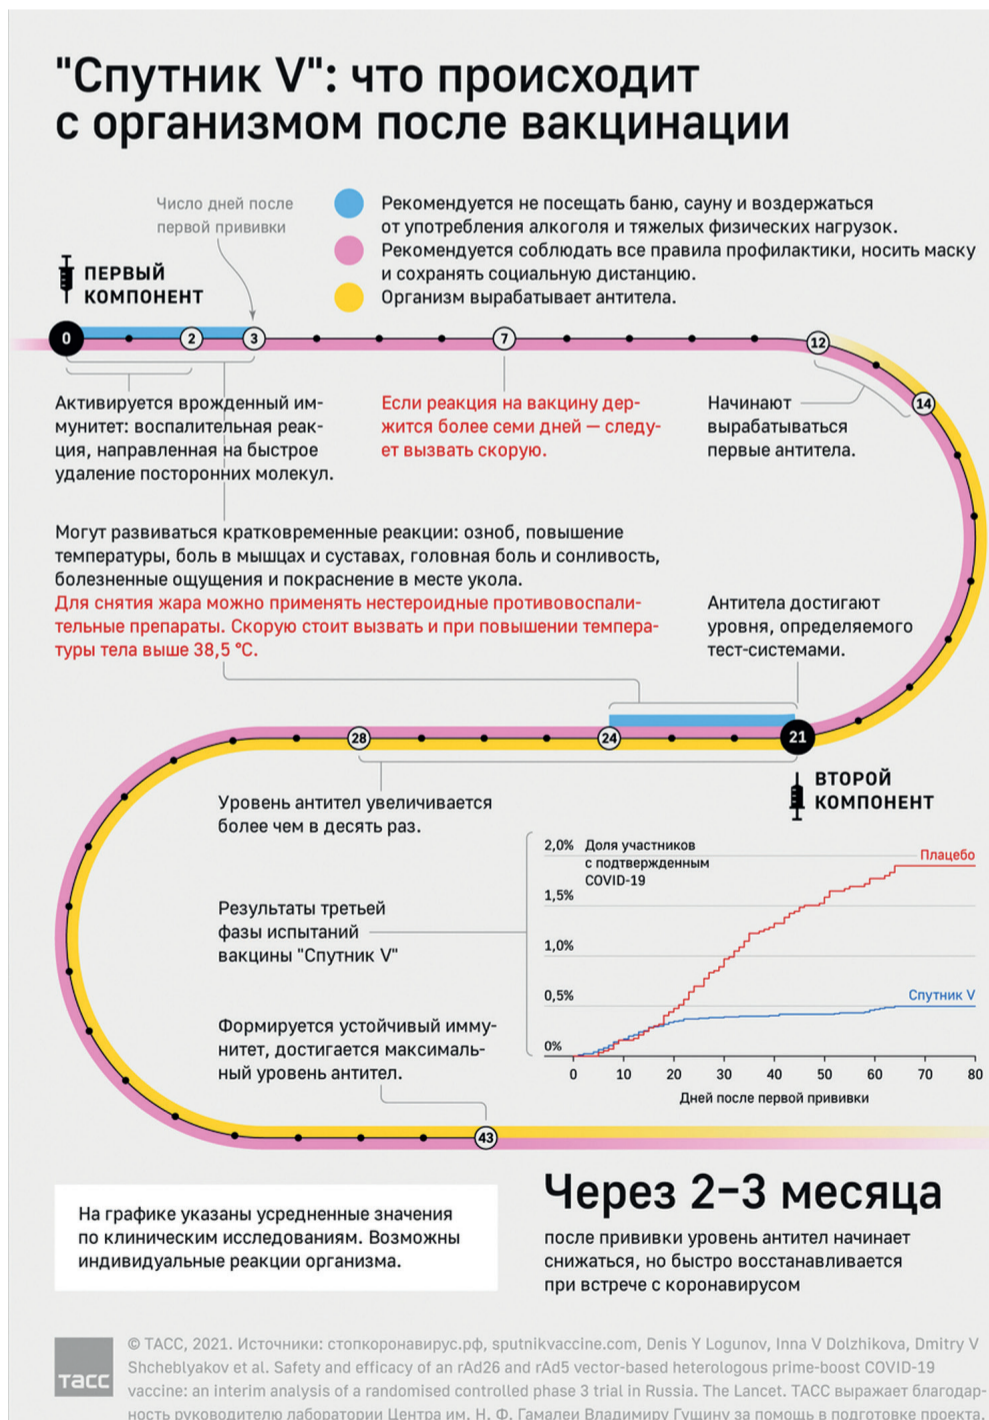 "Спутник V": что происходит
с организмом после вакцинации
Число дней после
первой прививки
Рекомендуется не посещать баню, сауну и воздержаться
от употребления алкоголя и тяжелых физических нагрузок.
Рекомендуется соблюдать все правила профилактики, носить маску
и сохранять социальную дистанцию.
Организм вырабатывает антитела.
ПЕРВЫЙ
КОМПОНЕНТ
0
2
3
7
12
14
Активируется врожденный им-
мунитет: воспалительная реак-
ция, направленная на быстрое
удаление посторонних молекул.
Если реакция на вакцину дер-
жится более семи дней — следу-
ет вызвать скорую.
Начинают
вырабатываться
первые антитела.
Могут развиваться кратковременные реакции: озноб, повышение
температуры, боль в мышцах и суставах, головная боль и сонливость,
болезненные ощущения и покраснение в месте укола.
Для снятия жара можно применять нестероидные противовоспали-
тельные препараты. Скорую стоит вызвать и при повышении темпера-
туры тела выше 38,5 °C.
Антитела достигают
уровня, определяемого
тест-системами.
28
24
21
ВТОРОЙ
КОМПОНЕНТ
Уровень антител увеличивается
более чем в десять раз.
Результаты третьей
фазы испытаний
вакцины "Спутник V"
2,0%
Доля участников
с подтвержденным
COVID-19
Плацебо
1,5%
1,0%
0,5%
Спутник V
0%
0 10 20 30 40 50 60 70 80
Дней после первой прививки
Формируется устойчивый имму-
нитет, достигается максималь-
ный уровень антител.
43
На графике указаны усредненные значения
по клиническим исследованиям. Возможны
индивидуальные реакции организма.
Через 2–3 месяца
после прививки уровень антител начинает
снижаться, но быстро восстанавливается
при встрече с коронавирусом
тасс
© ТАСС, 2021. Источники: стопкоронавирус.рф, sputnikvaccine.com, Denis Y Logunov, Inna V Dolzhikova, Dmitry V
Shcheblyakov et al. Safety and efficacy of an rAd26 and rAd5 vector-based heterologous prime-boost COVID-19
vaccine: an interim analysis of a randomised controlled phase 3 trial in Russia. The Lancet. ТАСС выражает благодар-
ность руководителю лаборатории Центра им. Н. Ф. Гамалеи Владимиру Гущину за помощь в подготовке проекта.